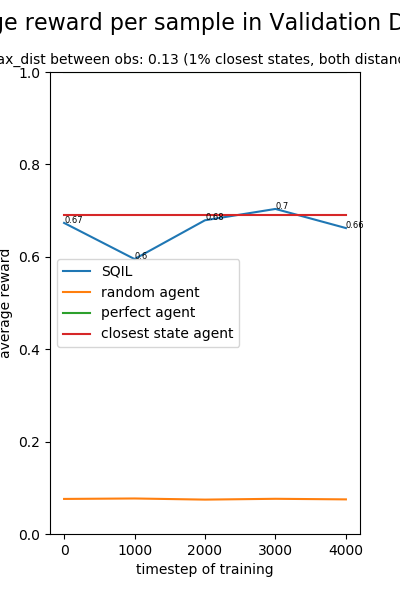 ge reward per sample in Validation D
ax_dist between obs: 0.13 (1% closest states, both distanc
1.0
0.8
0.6
0.4
0.2
0.0
average reward
0.67
0.6
0.68
0.7
0.66
SQIL
random agent
perfect agent
closest state agent
0 1000 2000 3000 4000
timestep of training